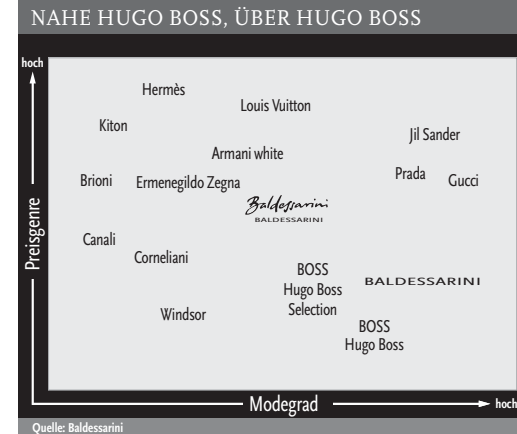 NAHE HUGO BOSS, ÜBER HUGO BOSS
hoch
Hermès
Louis Vuitton
Kiton
Jil Sander
Armani white
Brioni
Ermenegildo Zegna
Prada
Gucci
Baldessarini
BALDESSARINI
Preisgenre
Canali
Corneliani
BOSS
Hugo Boss
Selection
BALDESSARINI
Windsor
BOSS
Hugo Boss
Modegrad
hoch
Quelle: Baldessarini